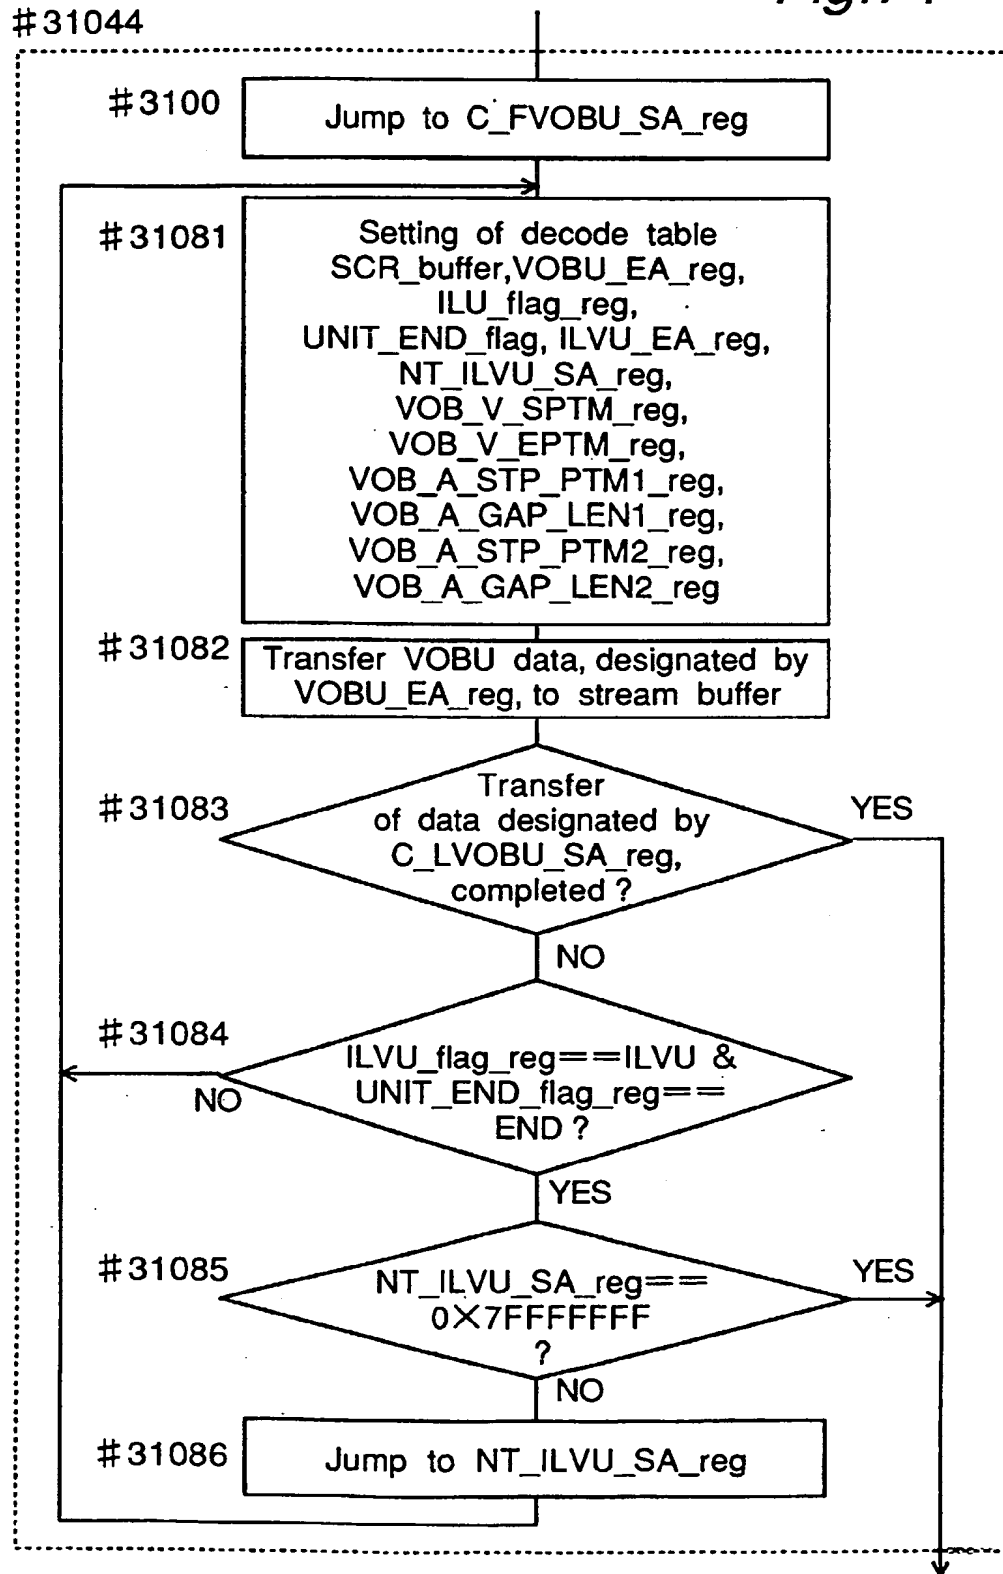 #31044
#3100
Jump to C_FVOBU_SA_reg
#31081
Setting of decode table
SCR_buffer,VOBU_EA_reg,
ILU_flag_reg,
UNIT_END_flag, ILVU_EA_reg,
NT_ILVU_SA_reg,
VOB_V_SPTM_reg,
VOB_V_EPTM_reg,
VOB_A_STP_PTM1_reg,
VOB_A_GAP_LEN1_reg,
VOB_A_STP_PTM2_reg,
VOB_A_GAP_LEN2_reg
#31082
Transfer VOBU data, designated by
VOBU_EA_reg, to stream buffer
#31083
Transfer
of data designated by
C_LVOBU_SA_reg,
completed ?
YES
NO
#31084
ILVU_flag_reg==ILVU &
UNIT_END_flag_reg==
END ?
NO
YES
#31085
NT_ILVU_SA_reg==
0×7FFFFFFF
?
YES
NO
#31086
Jump to NT_ILVU_SA_reg